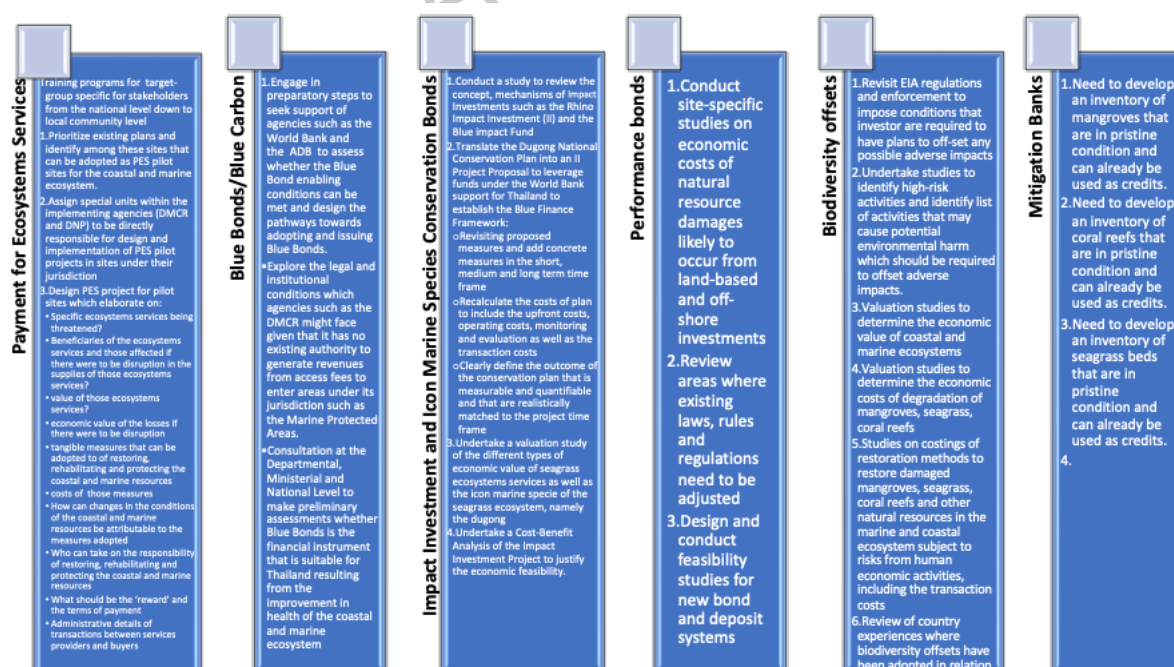 Payment for Ecosystems Services
Training programs for target-
group specific for stakeholders
from the national level down to
local community level
1.Prioritize existing plans and
identify among these sites that
can be adopted as PES pilot
sites for the coastal and marine
ecosystem.
2.Assign special units within the
implementing agencies (DMCR
and DNP) to be directly
responsible for design and
implementation of PES pilot
projects in sites under their
jurisdiction
3.Design PES project for pilot
sites which elaborate on:
• Specific ecosystems services being
threatened?
• Beneficiaries of the ecosystems
services and those affected if
there were to be disruption in the
supplies of those ecosystems
services?
• value of those ecosystems
services?
• economic value of the losses if
there were to be disruption
• tangible measures that can be
adopted to of restoring,
rehabilitating and protecting the
coastal and marine resources
• costs of those measures
• How can changes in the conditions
of the coastal and marine
resources be attributable to the
measures adopted
• Who can take on the responsibility
of restoring, rehabilitating and
protecting the coastal and marine
resources
• What should be the 'reward' and
the terms of payment
• Administrative details of
transactions between services
providers and buyers
Blue Bonds/Blue Carbon
1.Engage in
preparatory steps to
seek support of
agencies such as the
World Bank and
the ADB to assess
whether the Blue
Bond enabling
conditions can be
met and design the
pathways towards
adopting and issuing
Blue Bonds.
•Explore the legal and
institutional
conditions which
agencies such as the
DMCR might face
given that it has no
existing authority to
generate revenues
from access fees to
enter areas under its
jurisdiction such as
the Marine Protected
Areas.
•Consultation at the
Departmental,
Ministerial and
National Level to
make preliminary
assessments whether
Blue Bonds is the
financial instrument
that is suitable for
Thailand resulting
from the
improvement in
health of the coastal
and marine
ecosystem
Impact Investment and Icon Marine Species Conservation Bonds
1.Conduct a study to review the
concept, mechanisms of Impact
Investments such as the Rhino
Impact Investment (II) and the
Blue impact Fund
2.Translate the Dugong National
Conservation Plan into an II
Project Proposal to leverage
funds under the World Bank
support for Thailand to
establish the Blue Finance
Framework:
oRevisiting proposed
measures and add concrete
measures in the short,
medium and long term time
frame
oRecalculate the costs of plan
to include the upfront costs,
operating costs, monitoring
and evaluation as well as the
transaction costs
oClearly define the outcome of
the conservation plan that is
measurable and quantifiable
and that are realistically
matched to the project time
frame
3.Undertake a valuation study
of the different types of
economic value of seagrass
ecosystems services as well as
the icon marine specie of the
seagrass ecosystem, namely
the dugong
4.Undertake a Cost-Benefit
Analysis of the Impact
Investment Project to justify
the economic feasibility.
Performance bonds
1.Conduct
site-specific
studies on
economic
costs of
natural
resource
damages
likely to
occur from
land-based
and off-
shore
investments
2.Review
areas where
existing
laws, rules
and
regulations
need to be
adjusted
3.Design and
conduct
feasibility
studies for
new bond
and deposit
systems
Biodiversity offsets
1.Revisit EIA regulations
and enforcement to
impose conditions that
investor are required to
have plans to off-set any
possible adverse impacts
2.Undertake studies to
identify high-risk
activities and identify list
of activities that may
cause potential
environmental harm
which should be required
to offset adverse
impacts.
3.Valuation studies to
determine the economic
value of coastal and
marine ecosystems
4.Valuation studies to
determine the economic
costs of degradation of
mangroves, seagrass,
coral reefs
5.Studies on costings of
restoration methods to
restore damaged
mangroves, seagrass,
coral reefs and other
natural resources in the
marine and coastal
ecosystem subject to
risks from human
economic activities,
including the transaction
costs
6.Review of country
experiences where
biodiversity offsets have
been adopted in relation
Mitigation Banks
1.Need to develop
an inventory of
mangroves that
are in pristine
condition and
can already be
used as credits.
2.Need to develop
an inventory of
coral reefs that
are in pristine
condition and
can already be
used as credits.
3.Need to develop
an inventory of
seagrass beds
that are in
pristine
condition and
can already be
used as credits.
4.